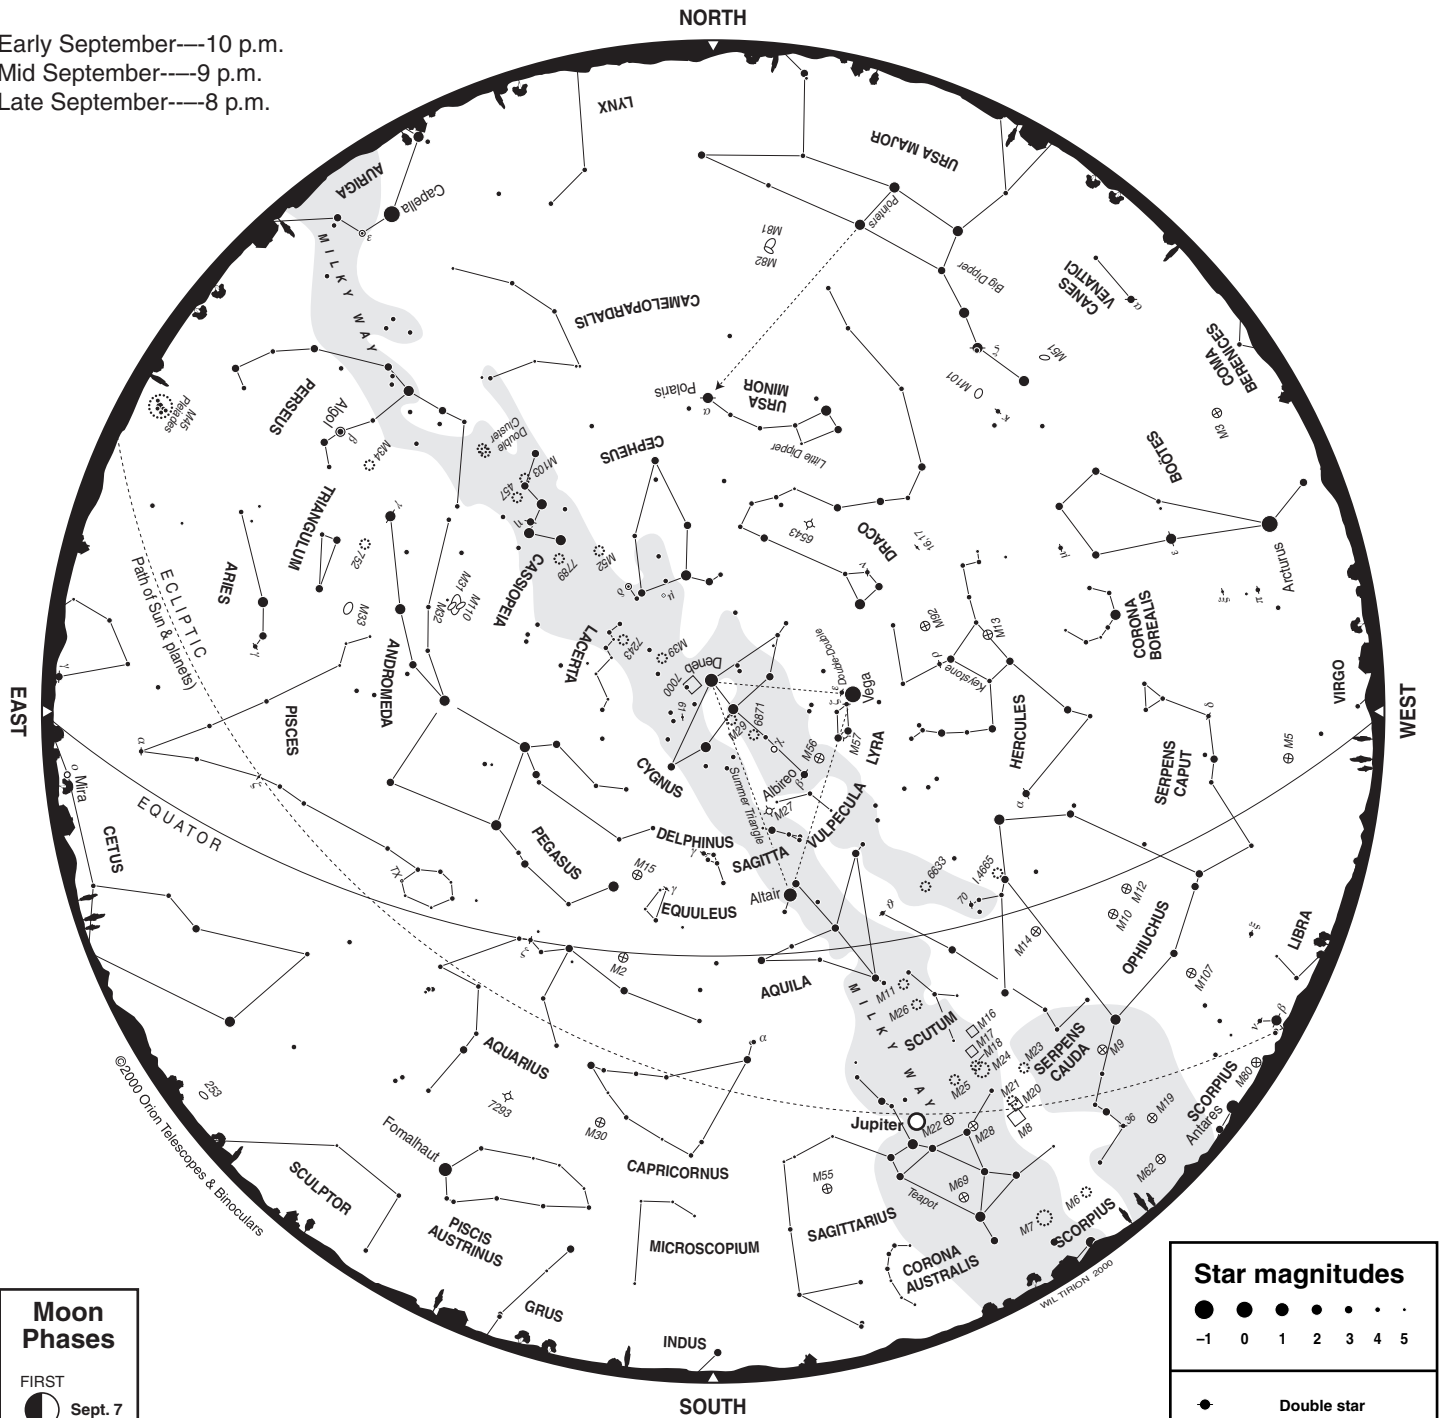 NORTH
Early September-–-10 p.m.
Mid September--–-9 p.m.
Late September--–-8 p.m.
LYNX
URSA MAJOR
AURIGA
Capella
ε
Pointers
M81
M82
Big Dipper
MILKY WAY
CAMELOPARDALIS
CANES
VENATICI
α
COMA
BERENICES
M51
ζ
M101
κ
M3
Polaris
α
URSA
MINOR
Little Dipper
PERSEUS
Algol
β
M34
M45
Pleiades
Double
Cluster
CEPHEUS
M103
457
η
BOÖTES
Arcturus
ε
μ
π
ξ
TRIANGULUM
752
γ
M33
ARIES
γ
ECLIPTIC
Path of Sun & planets)
M31
M32
M110
CASSIOPEIA
7789
M52
δ
μ
6543
DRACO
16,17
ν
M92
M13
CORONA
BOREALIS
LACERTA
7243
M39
Deneb
7000
61
ANDROMEDA
PISCES
α
ζ
γ
EAST
WEST
VIRGO
Double-Double
ε
ζ
Vega
ρ
Keystone
HERCULES
α
δ
SERPENS
CAPUT
M5
M29
6871
χ
M56
M57
LYRA
CYGNUS
Albireo
β
M27
Summer Triangle
VULPECULA
ο
Mira
EQUATOR
CETUS
TX
PEGASUS
DELPHINUS
γ
SAGITTA
M15
γ
EQUULEUS
Altair
6633
I.4665
70
θ
M12
M10
M14
OPHIUCHUS
LIBRA
ξ
M107
ζ
M2
AQUILA
MILKY WAY
M11
M26
SCUTUM
M16
M17
M18
M24
M23
M25
M21
M20
M8
SERPENS
CAUDA
M9
ν
β
AQUARIUS
α
7293
M30
253
Fomalhaut
CAPRICORNUS
Jupiter
M22
M28
36
M19
M80
SCORPIUS
Antares
M62
SCULPTOR
PISCIS
AUSTRINUS
MICROSCOPIUM
M55
SAGITTARIUS
Teapot
M69
M7
M6
SCORPIUS
CORONA
AUSTRALIS
GRUS
INDUS
©2000 Orion Telescopes & Binoculars
WIL TIRION 2000
SOUTH
Moon
Phases
FIRST
Sept. 7
Star magnitudes
–1 0 1 2 3 4 5
Double star